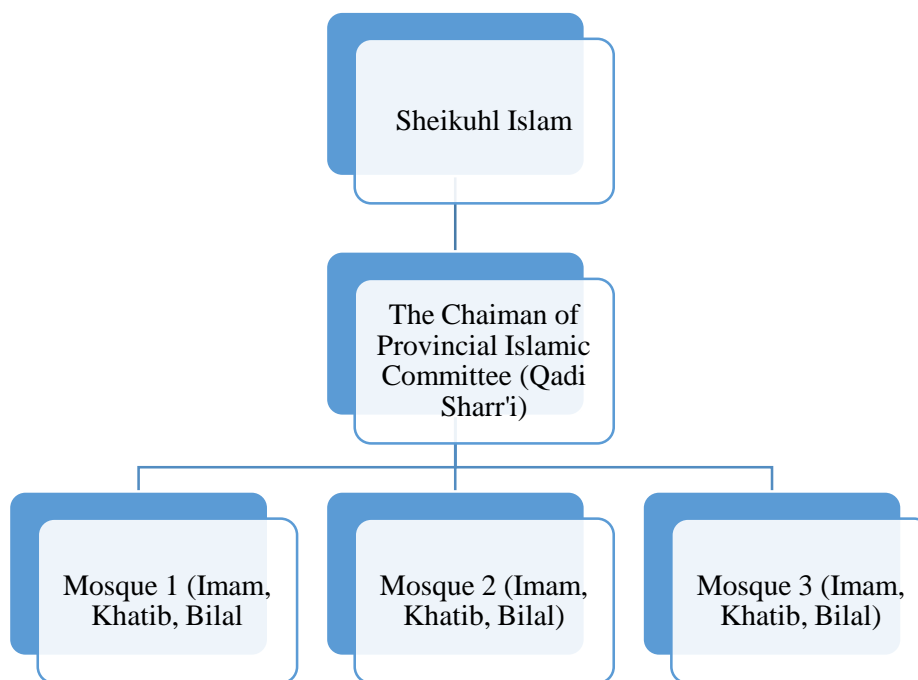 Sheikuhl Islam
The Chaiman of
Provincial Islamic
Committee (Qadi
Sharr'i)
Mosque 1 (Imam,
Khatib, Bilal
Mosque 2 (Imam,
Khatib, Bilal)
Mosque 3 (Imam,
Khatib, Bilal)